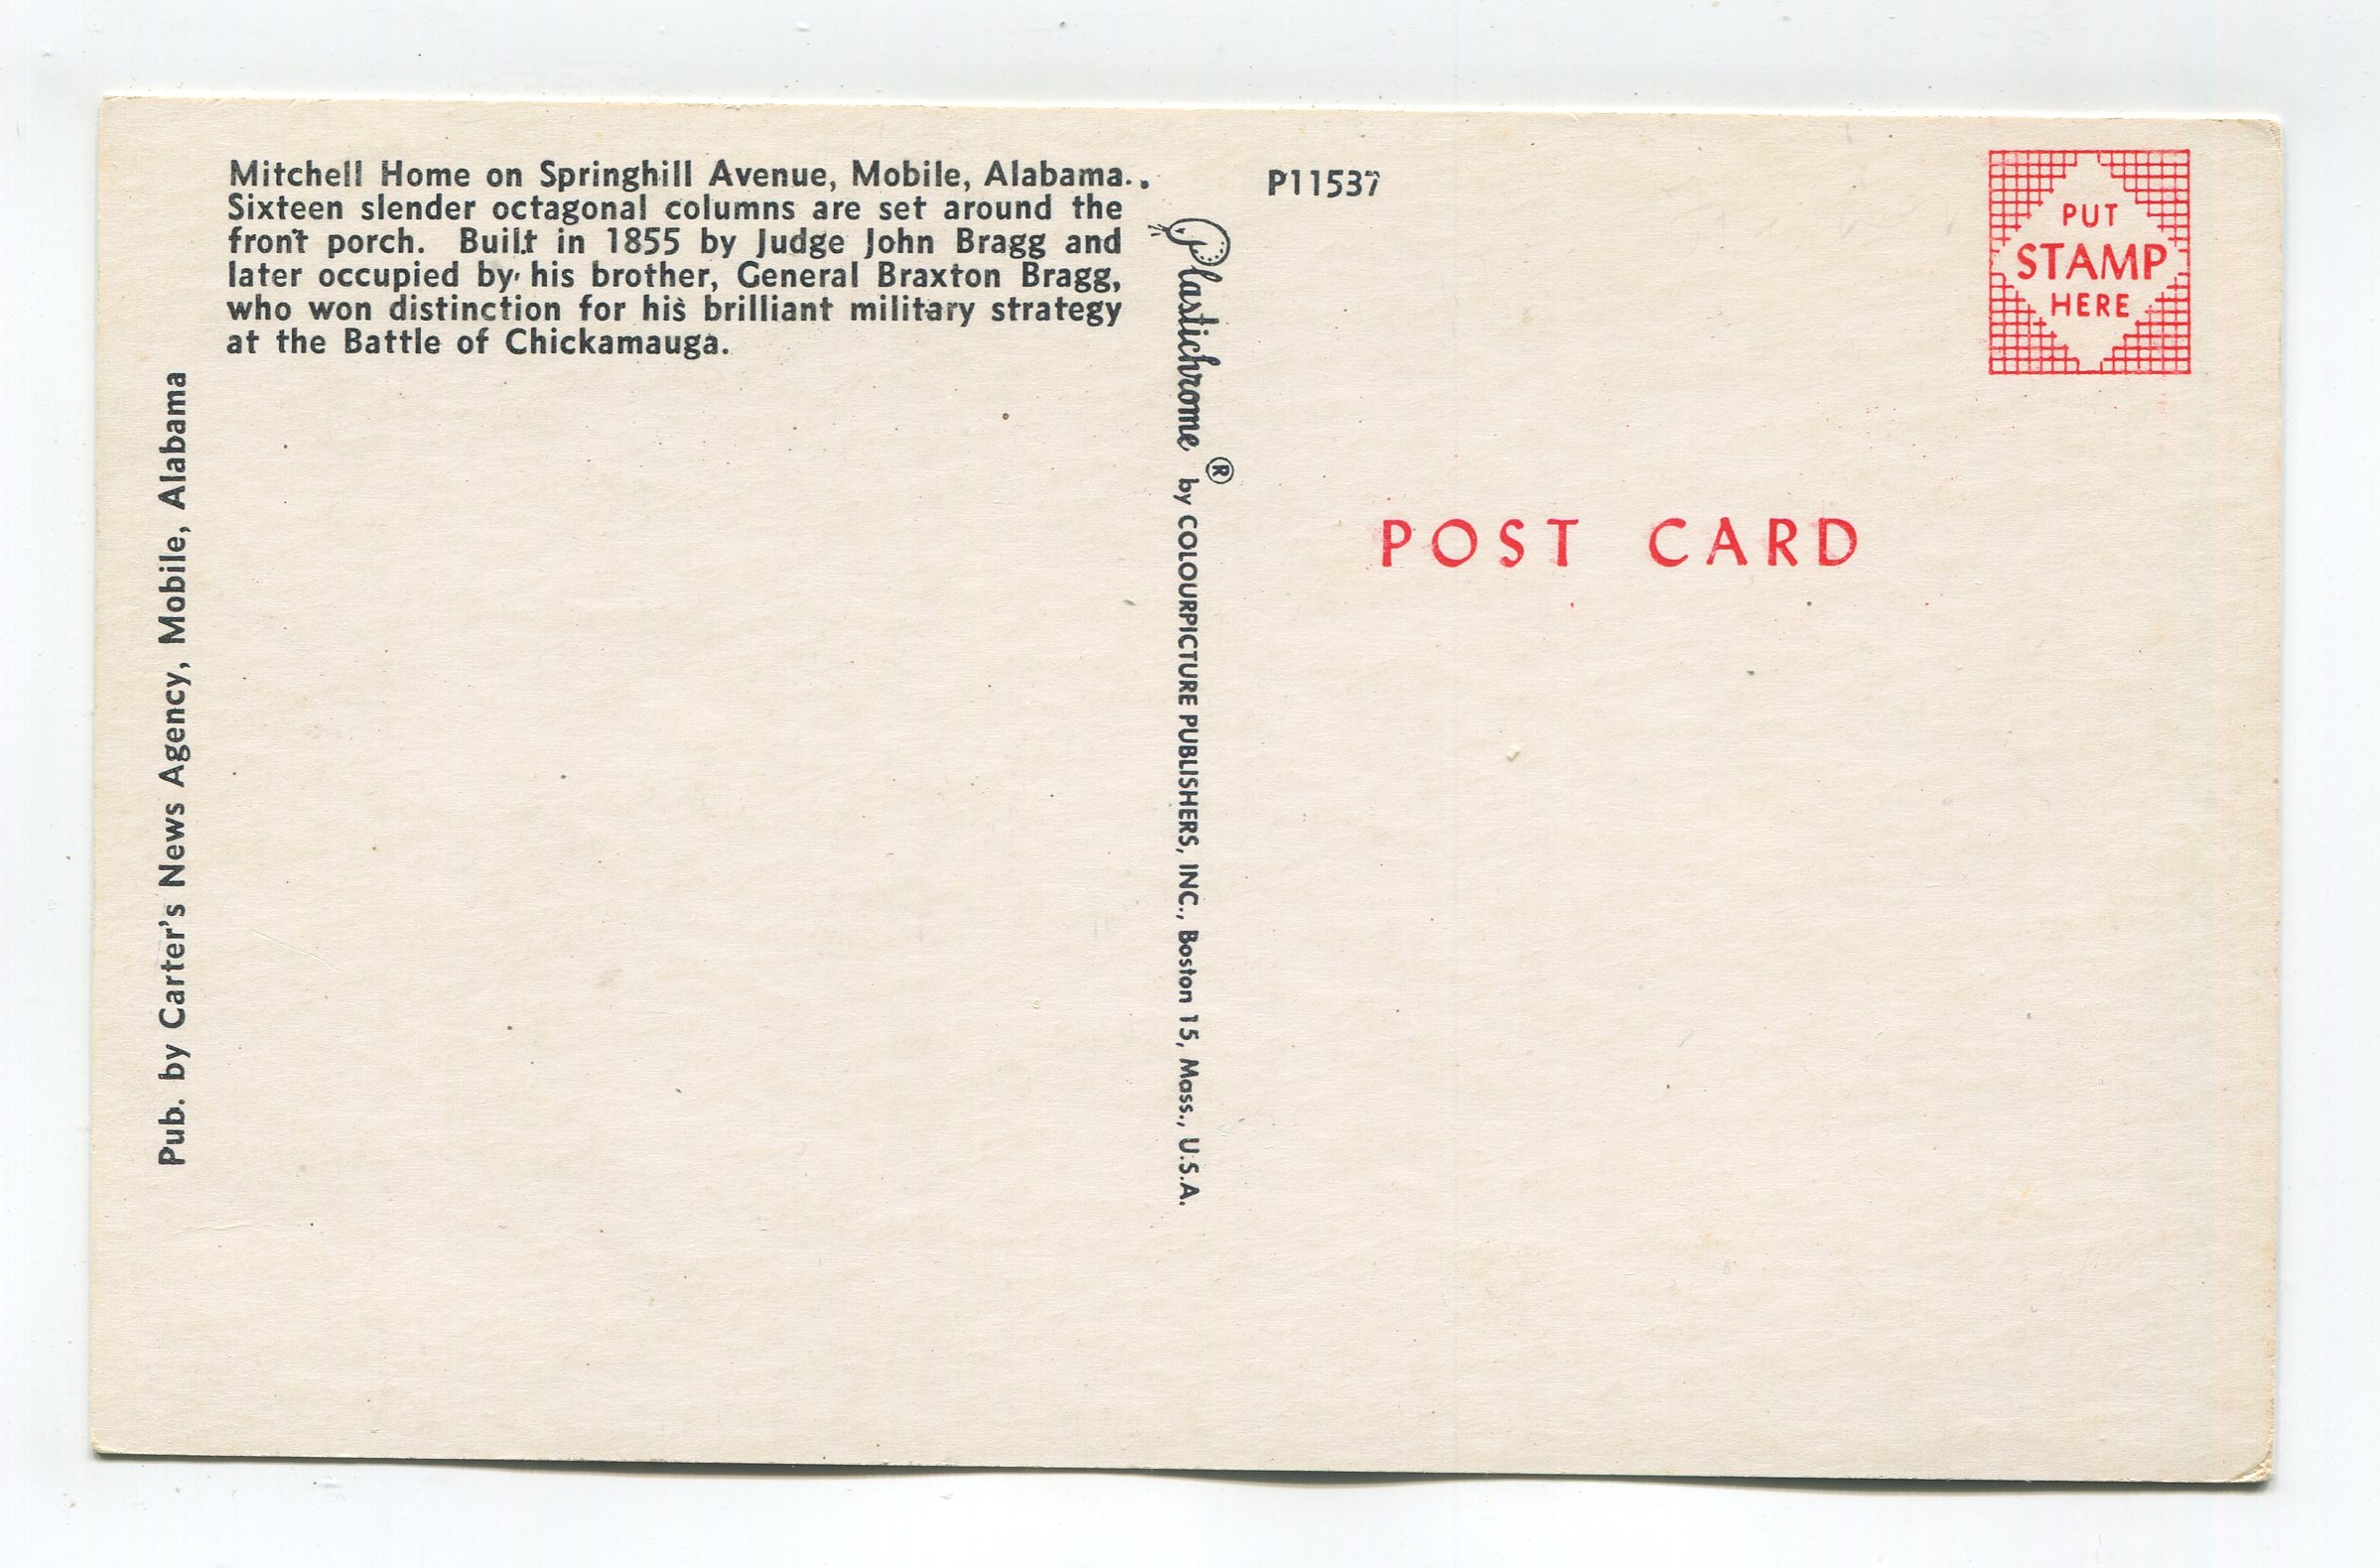 Mitchell Home on Springhill Avenue, Mobile, Alabama.
Sixteen slender octagonal columns are set around the
front porch. Built in 1855 by Judge John Bragg and
later occupied by his brother, General Braxton Bragg,
who won distinction for his brilliant military strategy
at the Battle of Chickamauga.
Pub. by Carter's News Agency, Mobile, Alabama
Plastichrome ® by COLOURPICTURE PUBLISHERS, INC., Boston 15, Mass., U.S.A.
P11537
PUT
STAMP
HERE
POST CARD